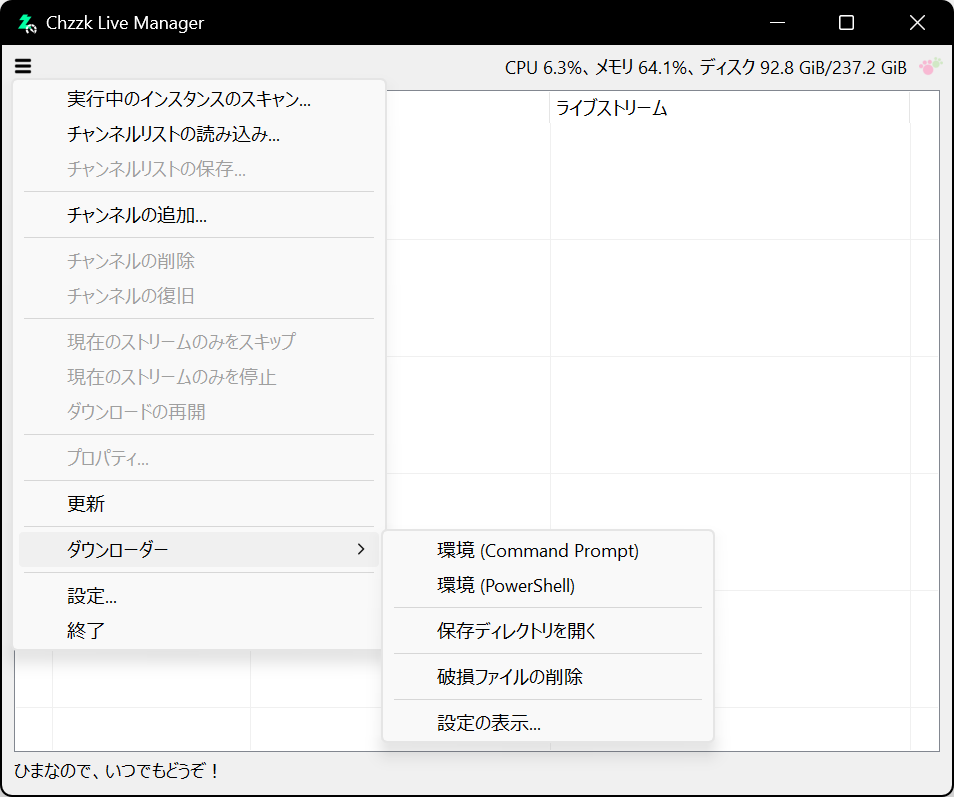 Chzzk Live Manager
CPU 6.3%、メモリ 64.1%、ディスク 92.8 GiB/237.2 GiB
ライブストリーム
実行中のインスタンスのスキャン...
チャンネルリストの読み込み...
チャンネルリストの保存...
チャンネルの追加...
チャンネルの削除
チャンネルの復旧
現在のストリームのみをスキップ
現在のストリームのみを停止
ダウンロードの再開
プロパティ...
更新
ダウンローダー
設定...
終了
環境 (Command Prompt)
環境 (PowerShell)
保存ディレクトリを開く
破損ファイルの削除
設定の表示...
ひまなので、いつでもどうぞ！